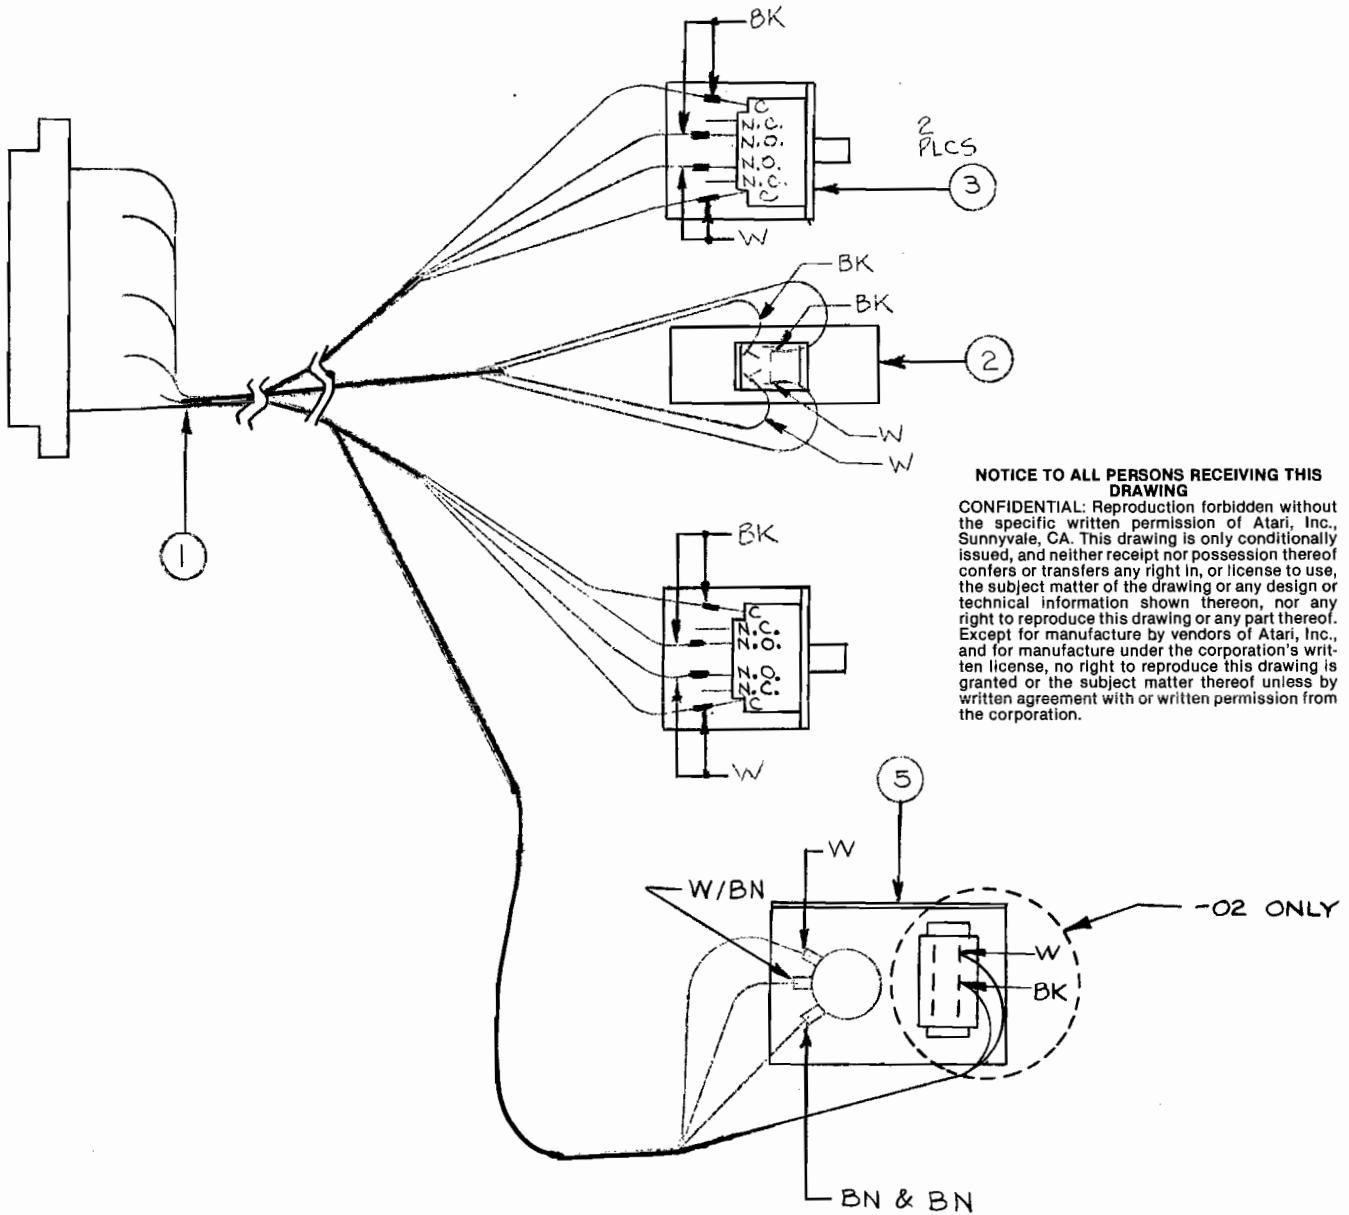 BK
C
N.C.
N.O.
N.O.
N.C.
C
W
2
PLCS
3
BK
BK
2
W
W
1
NOTICE TO ALL PERSONS RECEIVING THIS
DRAWING
CONFIDENTIAL: Reproduction forbidden without
the specific written permission of Atari, Inc.,
Sunnyvale, CA. This drawing is only conditionally
issued, and neither receipt nor possession thereof
confers or transfers any right in, or license to use,
the subject matter of the drawing or any design or
technical information shown thereon, nor any
right to reproduce this drawing or any part thereof.
Except for manufacture by vendors of Atari, Inc.,
and for manufacture under the corporation's writ-
ten license, no right to reproduce this drawing is
granted or the subject matter thereof unless by
written agreement with or written permission from
the corporation.
BK
C
N.C.
N.O.
N.O.
N.C.
C
W
5
W
W/BN
-02 ONLY
W
BK
BN & BN